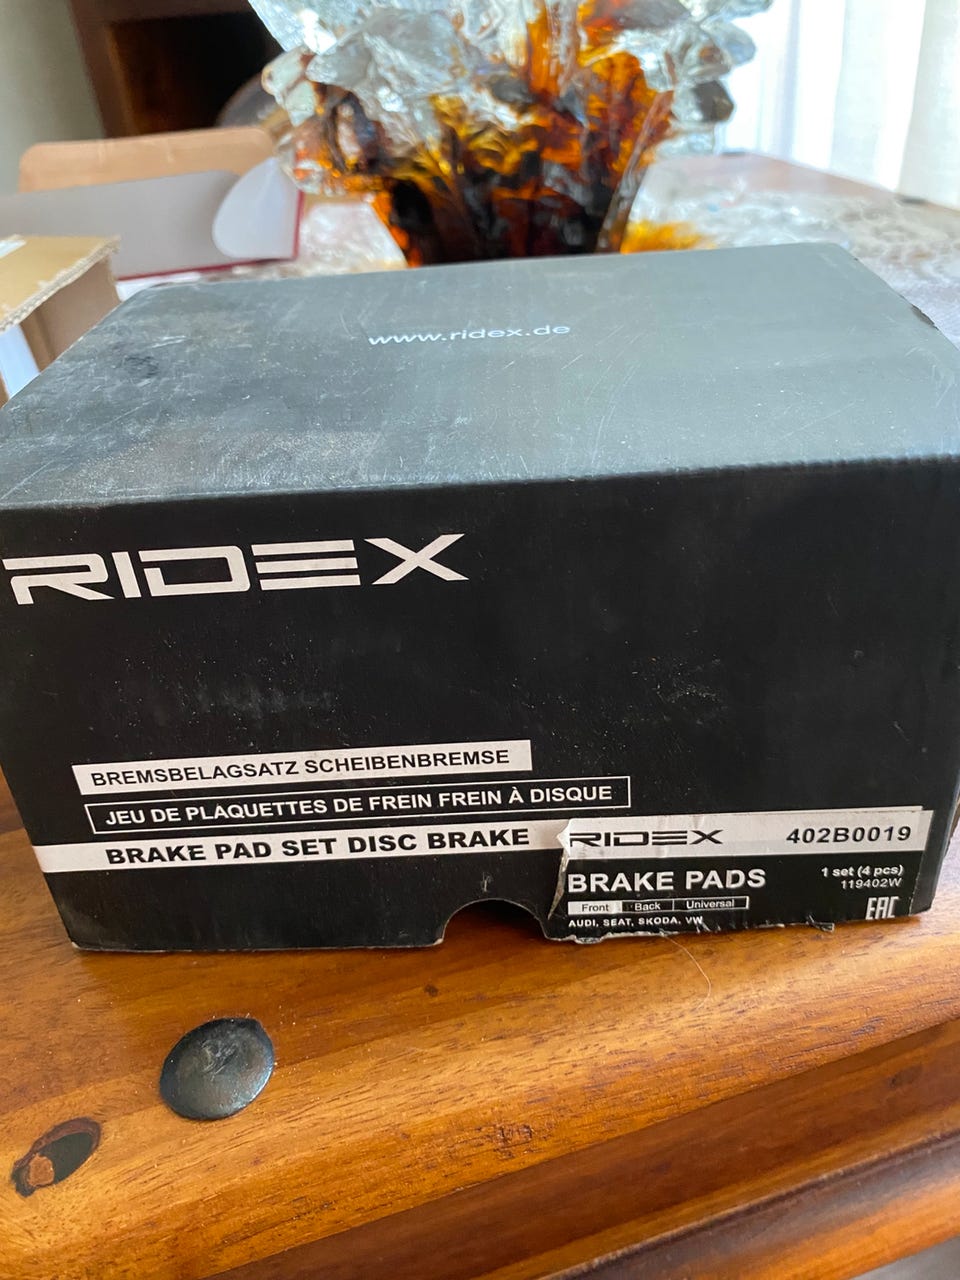 www.ridex.de
RIDEX
BREMSBELAGSATZ SCHEIBENBREMSE
JEU DE PLAQUETTES DE FREIN FREIN À DISQUE
BRAKE PAD SET DISC BRAKE
RIDEX 402B0019
BRAKE PADS 1 set (4 pcs)
119402W
Front Back Universal
EAC
AUDI, SEAT, SKODA, VW